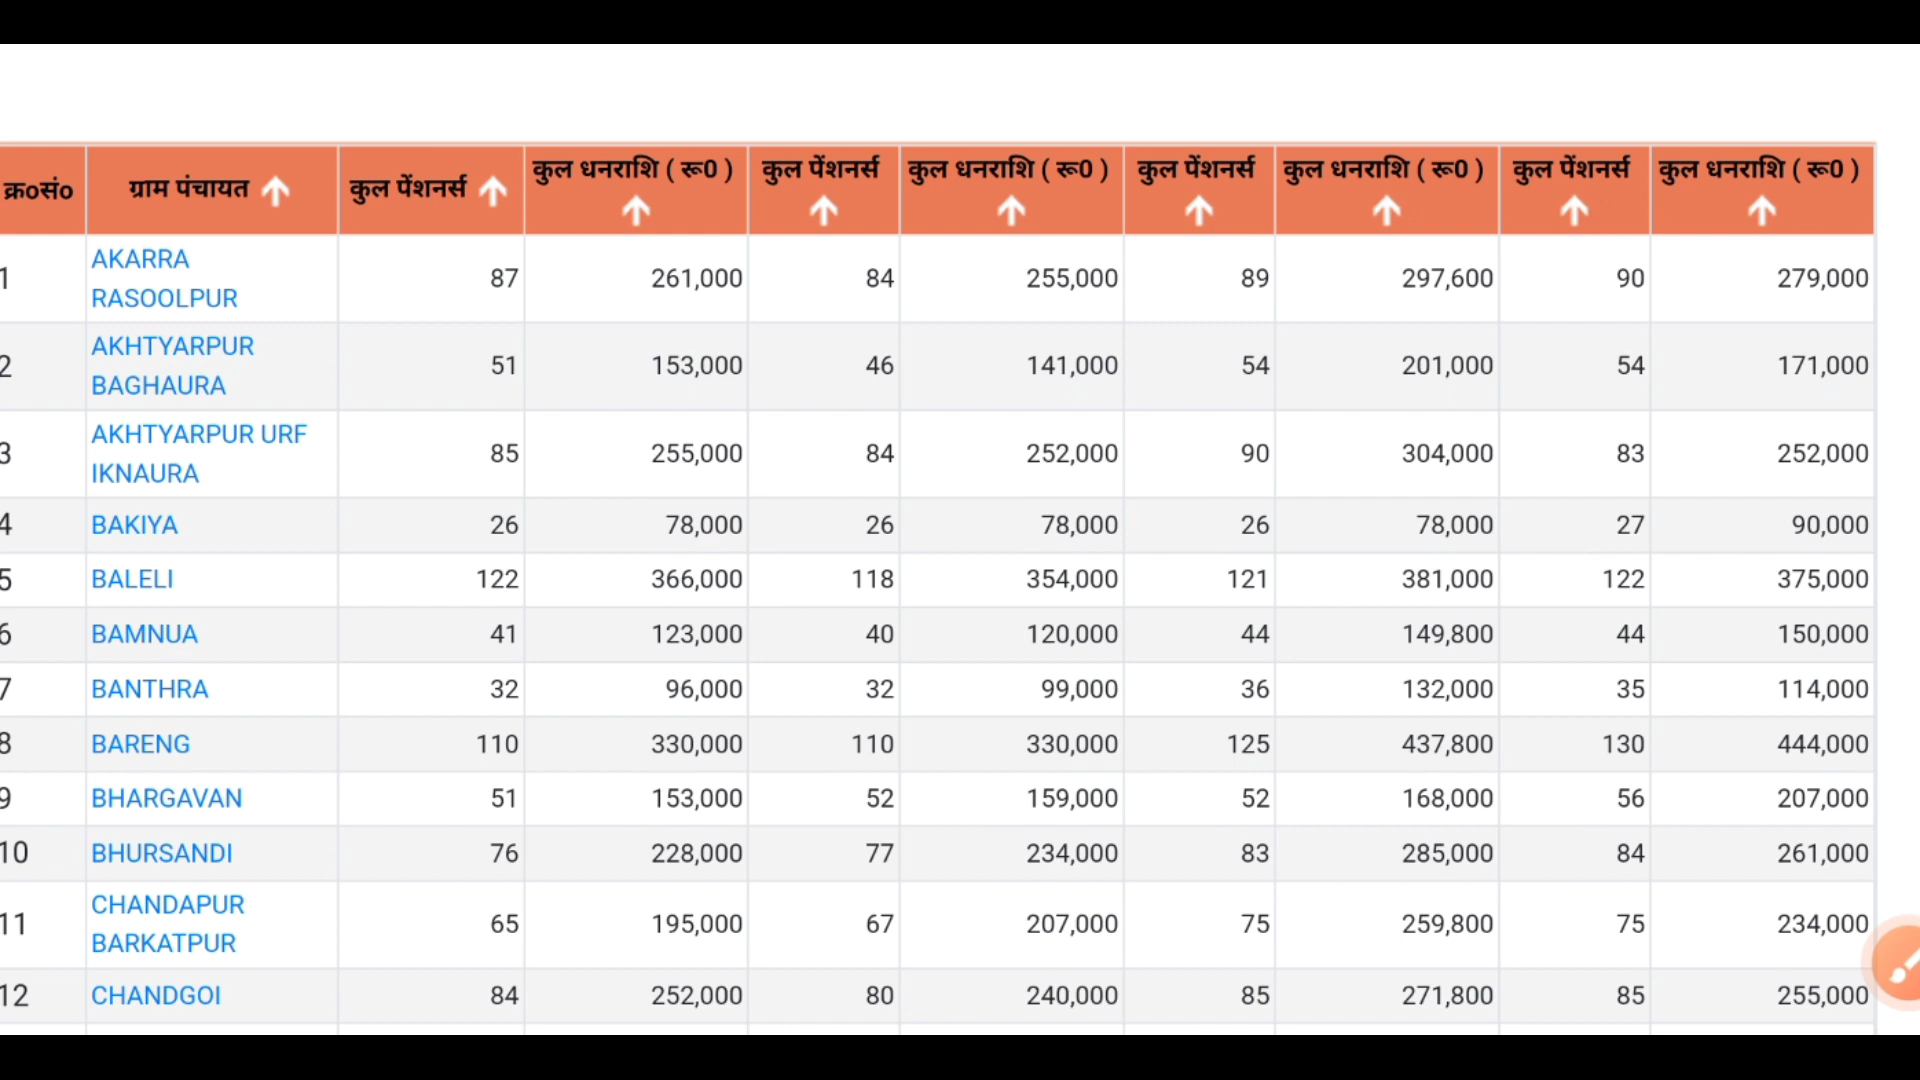 क्र०सं० ग्राम पंचायत कुल पेंशनर्स कुल धनराशि ( रू0 ) कुल पेंशनर्स कुल धनराशि ( रू0 ) कुल पेंशनर्स कुल धनराशि ( रू0 ) कुल पेंशनर्स कुल धनराशि ( रू0 )
1 AKARRA RASOOLPUR 87 261,000 84 255,000 89 297,600 90 279,000
2 AKHTYARPUR BAGHAURA 51 153,000 46 141,000 54 201,000 54 171,000
3 AKHTYARPUR URF IKNAURA 85 255,000 84 252,000 90 304,000 83 252,000
4 BAKIYA 26 78,000 26 78,000 26 78,000 27 90,000
5 BALELI 122 366,000 118 354,000 121 381,000 122 375,000
6 BAMNUA 41 123,000 40 120,000 44 149,800 44 150,000
7 BANTHRA 32 96,000 32 99,000 36 132,000 35 114,000
8 BARENG 110 330,000 110 330,000 125 437,800 130 444,000
9 BHARGAVAN 51 153,000 52 159,000 52 168,000 56 207,000
10 BHURSANDI 76 228,000 77 234,000 83 285,000 84 261,000
11 CHANDAPUR BARKATPUR 65 195,000 67 207,000 75 259,800 75 234,000
12 CHANDGOI 84 252,000 80 240,000 85 271,800 85 255,000